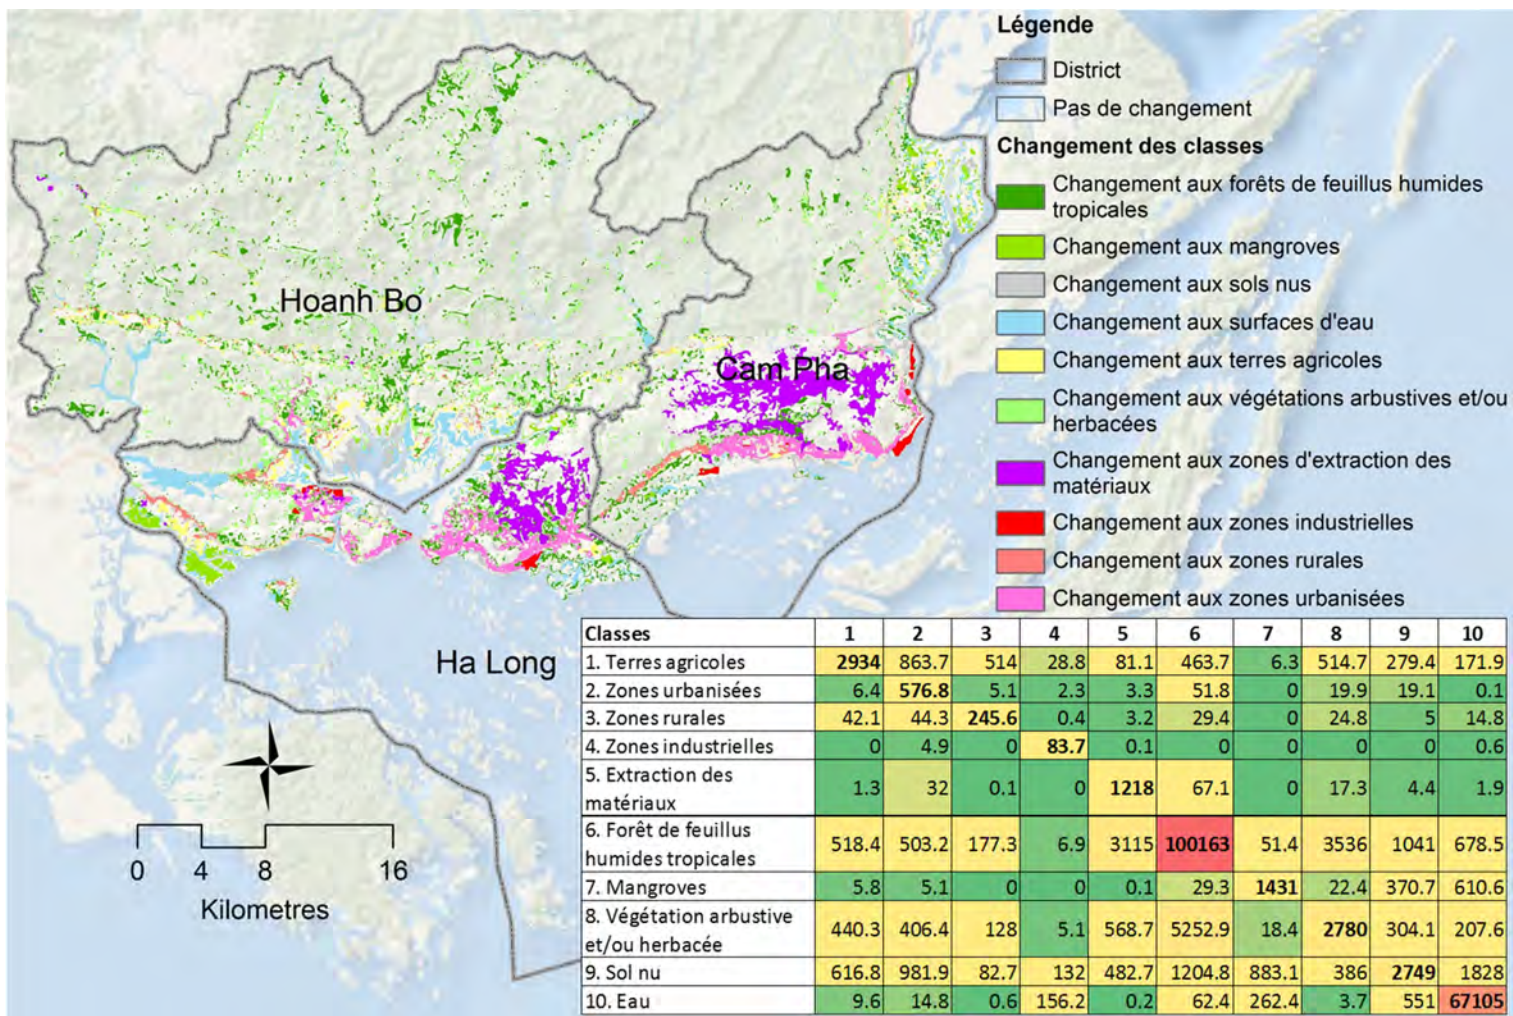 Légende
District
Pas de changement
Changement des classes
Changement aux forêts de feuillus humides
tropicales
Changement aux mangroves
Changement aux sols nus
Changement aux surfaces d'eau
Changement aux terres agricoles
Changement aux végétations arbustives et/ou
herbacées
Changement aux zones d'extraction des
matériaux
Changement aux zones industrielles
Changement aux zones rurales
Changement aux zones urbanisées
Hoanh Bo
Cam Pha
Ha Long
0 4 8 16
Kilometres
Classes 1 2 3 4 5 6 7 8 9 10
1. Terres agricoles 2934 863.7 514 28.8 81.1 463.7 6.3 514.7 279.4 171.9
2. Zones urbanisées 6.4 576.8 5.1 2.3 3.3 51.8 0 19.9 19.1 0.1
3. Zones rurales 42.1 44.3 245.6 0.4 3.2 29.4 0 24.8 5 14.8
4. Zones industrielles 0 4.9 0 83.7 0.1 0 0 0 0 0.6
5. Extraction des
matériaux 1.3 32 0.1 0 1218 67.1 0 17.3 4.4 1.9
6. Forêt de feuillus
humides tropicales 518.4 503.2 177.3 6.9 3115 100163 51.4 3536 1041 678.5
7. Mangroves 5.8 5.1 0 0 0.1 29.3 1431 22.4 370.7 610.6
8. Végétation arbustive
et/ou herbacée 440.3 406.4 128 5.1 568.7 5252.9 18.4 2780 304.1 207.6
9. Sol nu 616.8 981.9 82.7 132 482.7 1204.8 883.1 386 2749 1828
10. Eau 9.6 14.8 0.6 156.2 0.2 62.4 262.4 3.7 551 67105